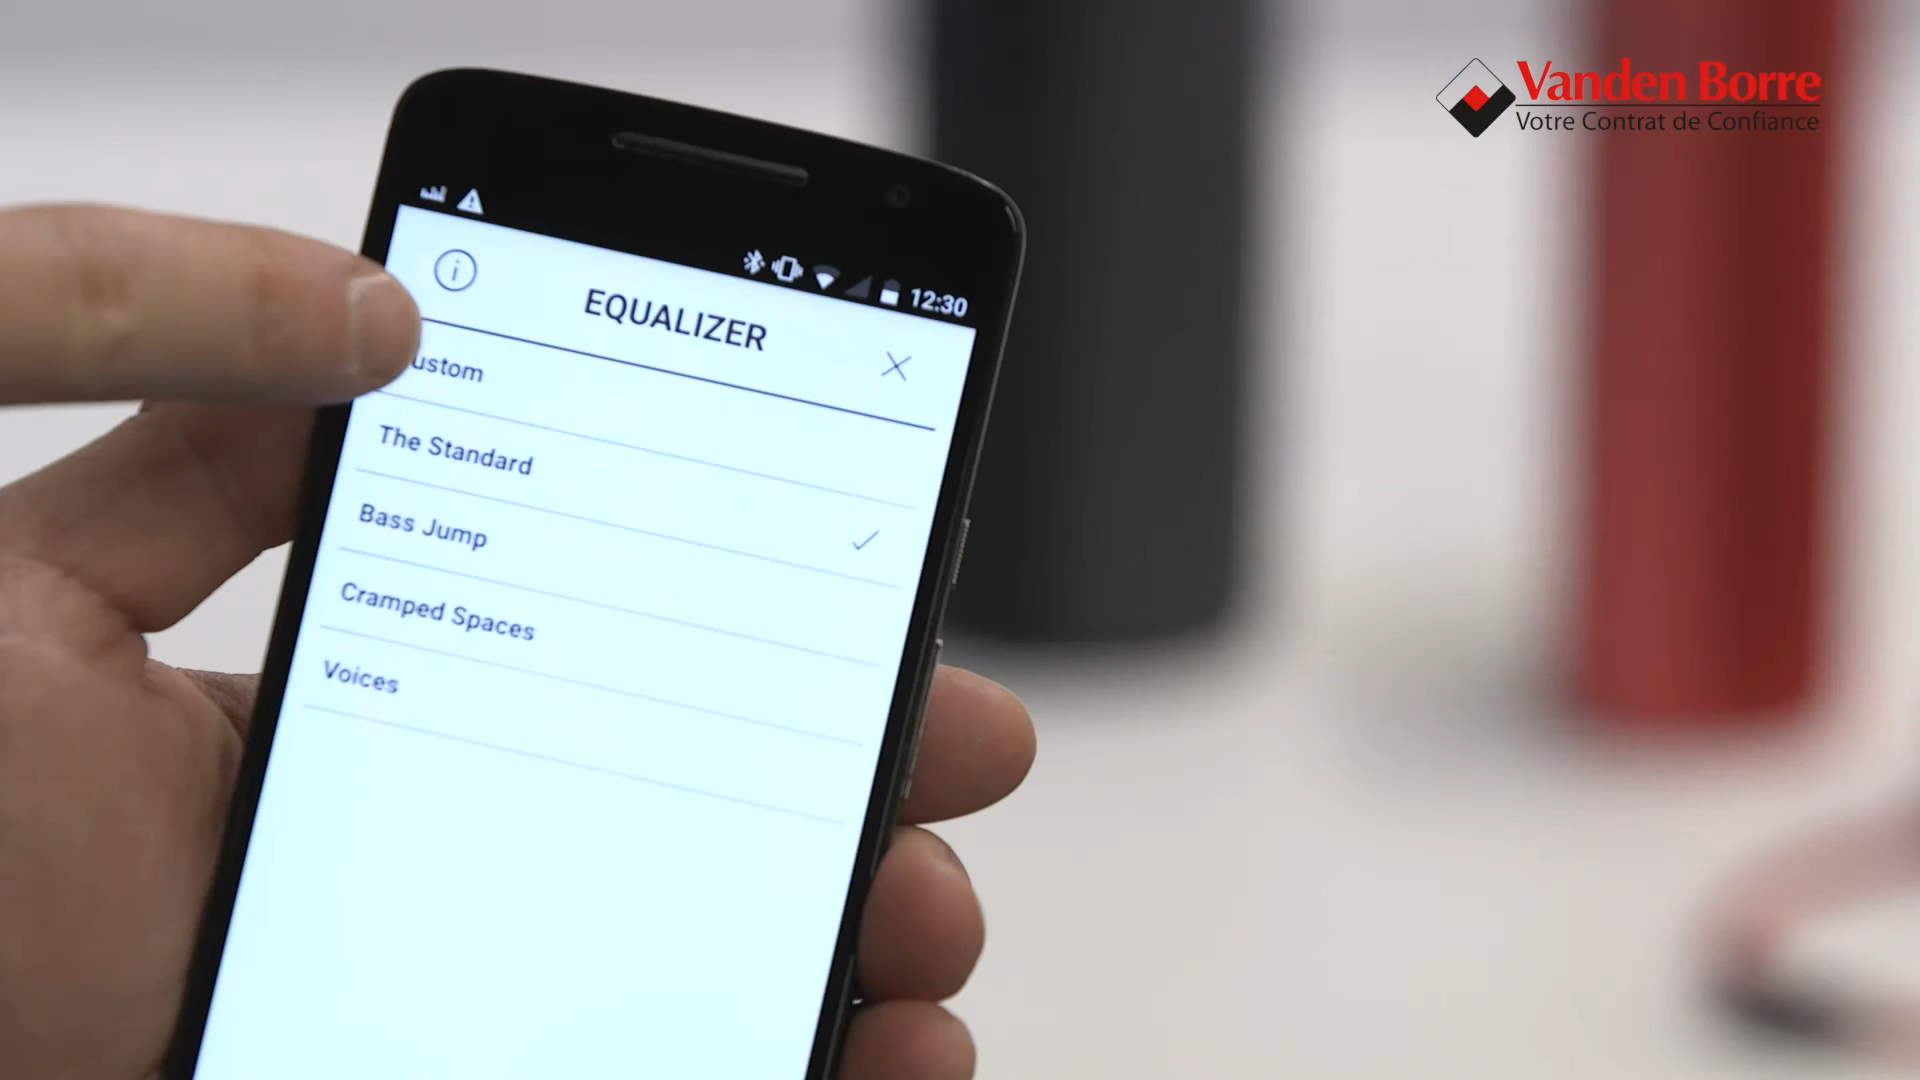 Vanden Borre
Votre Contrat de Confiance
12:30
EQUALIZER
ustom
The Standard
Bass Jump
Cramped Spaces
Voices